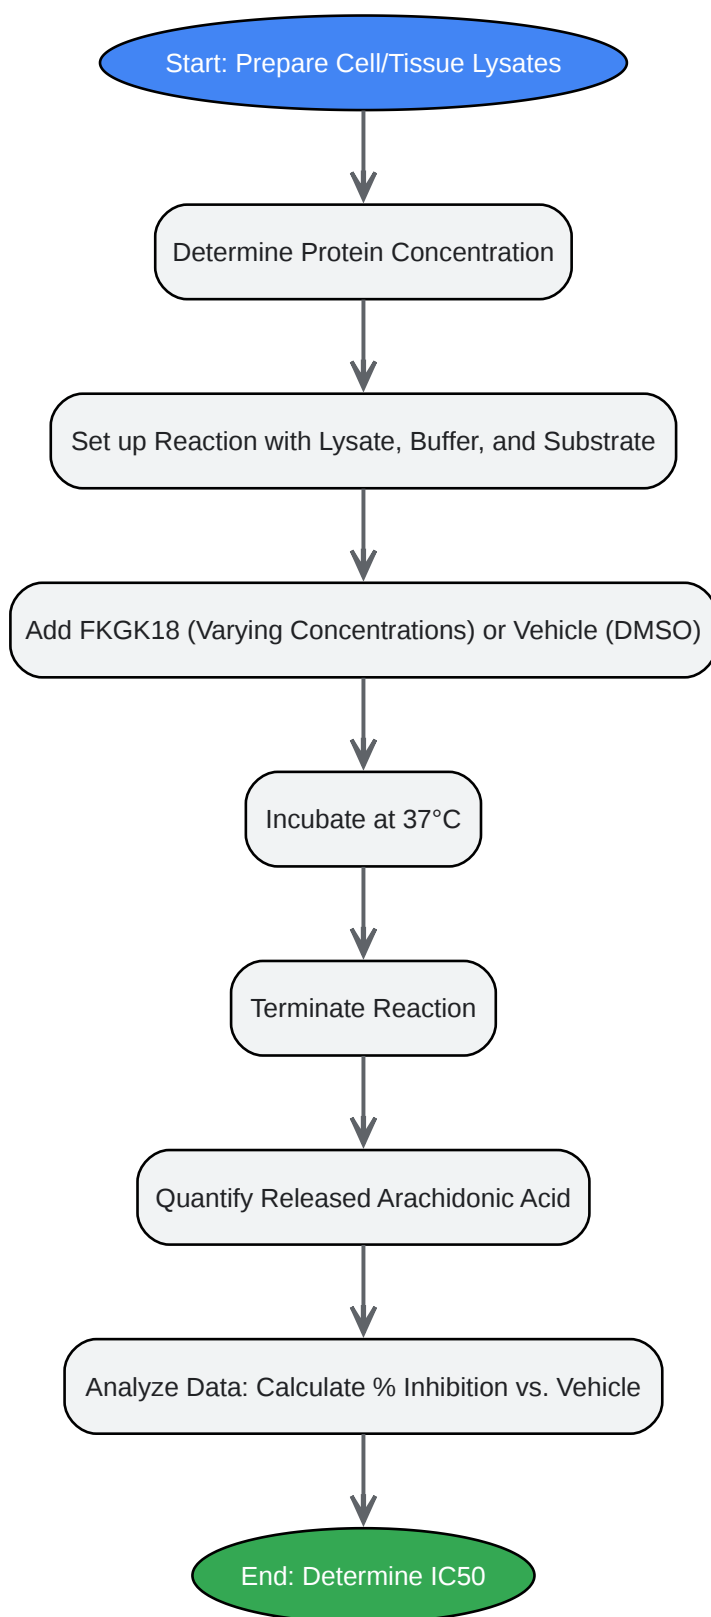 Start: Prepare Cell/Tissue Lysates
Determine Protein Concentration
Set up Reaction with Lysate, Buffer, and Substrate
Add FKGK18 (Varying Concentrations) or Vehicle (DMSO)
Incubate at 37°C
Terminate Reaction
Quantify Released Arachidonic Acid
Analyze Data: Calculate % Inhibition vs. Vehicle
End: Determine IC50